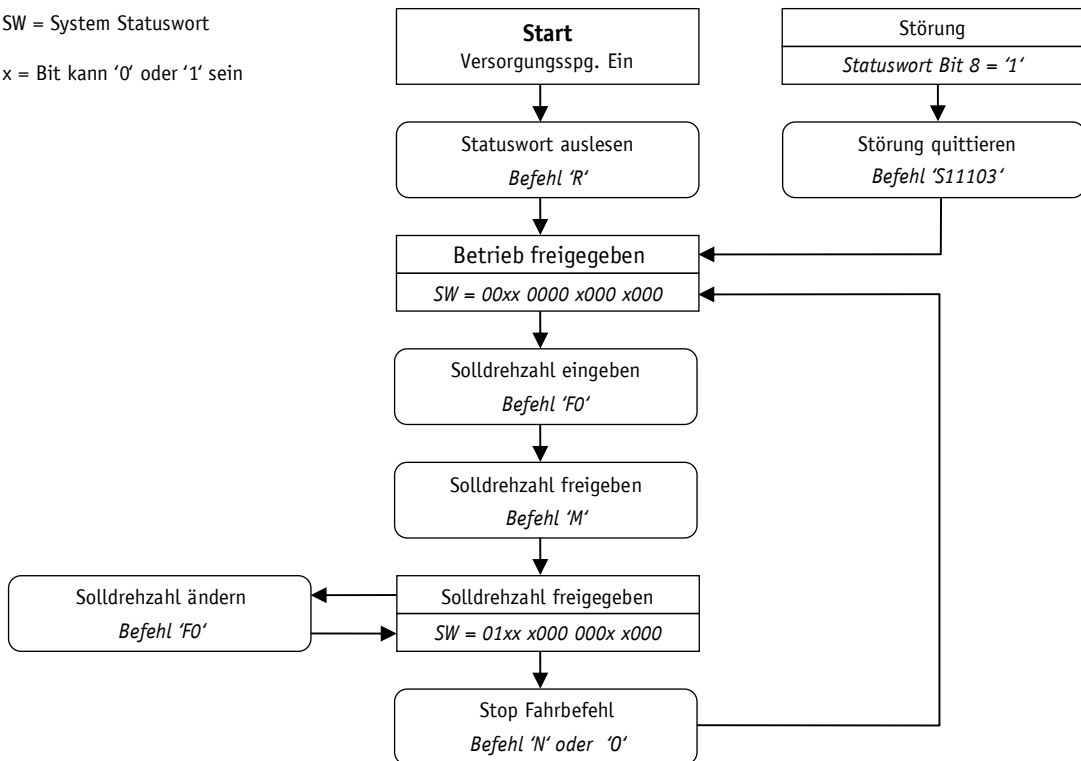 SW = System Statuswort
x = Bit kann ‘0‘ oder ‘1‘ sein
Start
Versorgungsspg. Ein
Störung
Statuswort Bit 8 = ‘1‘
Statuswort auslesen
Befehl ‘R‘
Störung quittieren
Befehl ‘S11103‘
Betrieb freigegeben
SW = 00xx 0000 x000 x000
Solldrehzahl eingeben
Befehl ‘F0‘
Solldrehzahl freigeben
Befehl ‘M‘
Solldrehzahl ändern
Befehl ‘F0‘
Solldrehzahl freigegeben
SW = 01xx x000 000x x000
Stop Fahrbefehl
Befehl ‘N‘ oder ‘O‘